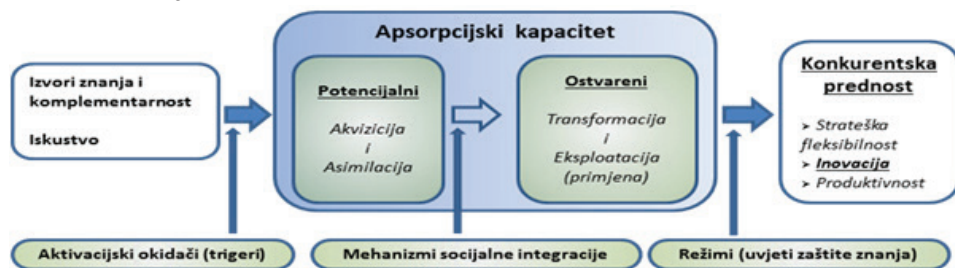 Apsorpcijski kapacitet
Izvori znanja i
komplementarnost
Iskustvo
Potencijalni
Akvizicija
i
Asimilacija
Ostvareni
Transformacija
i
Eksploatacija
(primjena)
Konkurentska
prednost
➢ Strateška
fleksibilnost
➢ Inovacija
➢ Produktivnost
Aktivacijski okidači (trigeri)
Mehanizmi socijalne integracije
Režimi (uvjeti zaštite znanja)